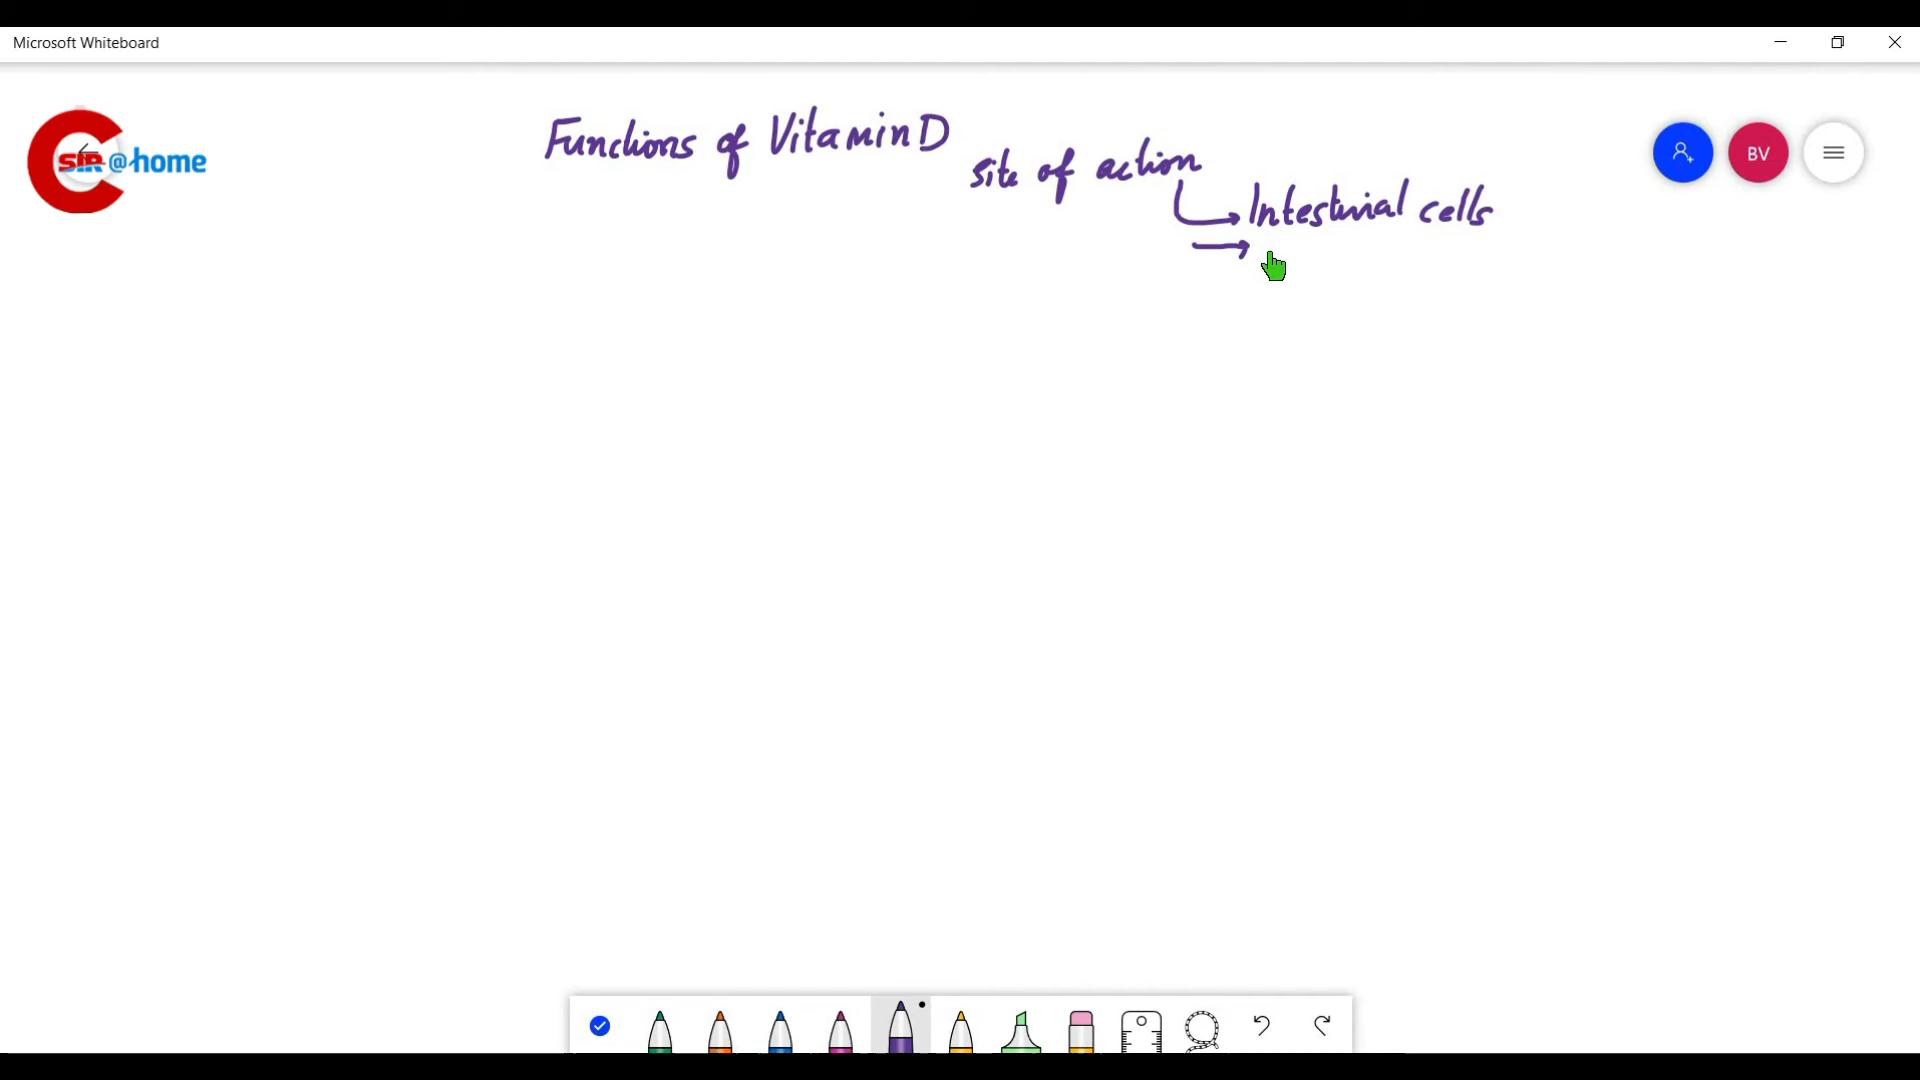 Microsoft Whiteboard
Functions of Vitamin D
site of action
Intestinal cells
SIR @home
BV